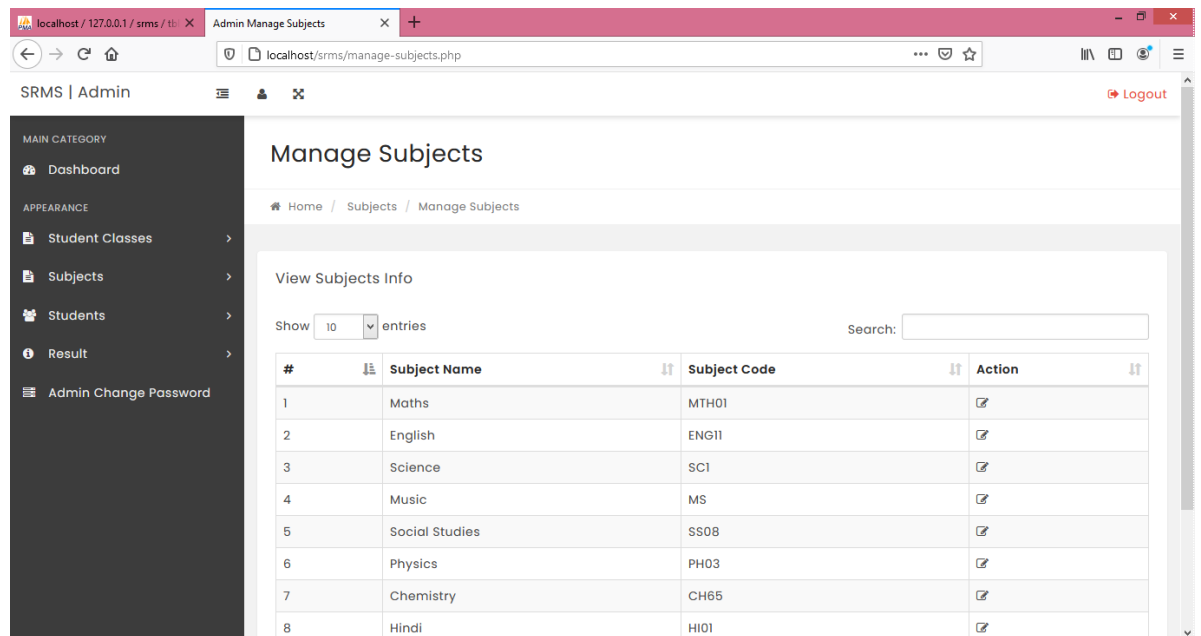 localhost / 127.0.0.1 / srms / tbl
Admin Manage Subjects
localhost/srms/manage-subjects.php
SRMS | Admin
Logout
MAIN CATEGORY
Dashboard
APPEARANCE
Student Classes
Subjects
Students
Result
Admin Change Password
Manage Subjects
Home / Subjects / Manage Subjects
View Subjects Info
Show 10 entries Search:
# Subject Name Subject Code Action
1 Maths MTH01
2 English ENG11
3 Science SC1
4 Music MS
5 Social Studies SS08
6 Physics PH03
7 Chemistry CH65
8 Hindi HI01